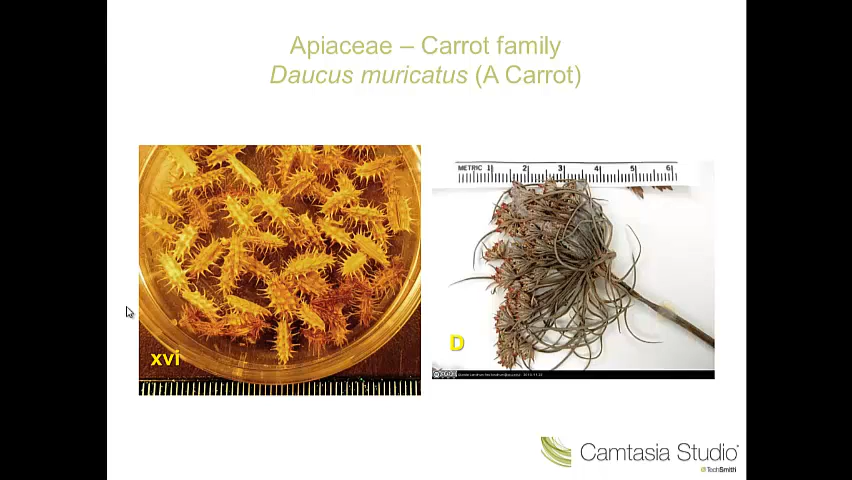 Apiaceae – Carrot family
Daucus muricatus (A Carrot)
METRIC 1 2 3 4 5 6
xvi
D
Camtasia Studio
TechSmith